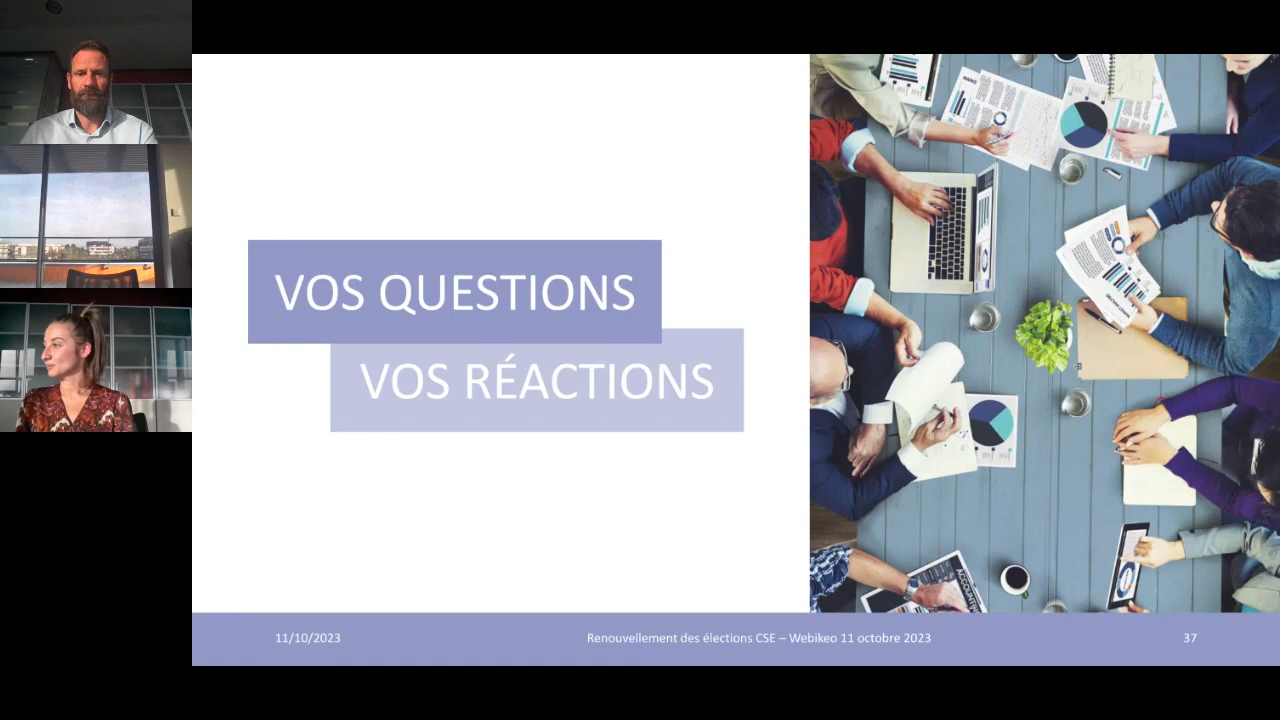 VOS QUESTIONS
VOS RÉACTIONS
11/10/2023
Renouvellement des élections CSE – Webikeo 11 octobre 2023
37